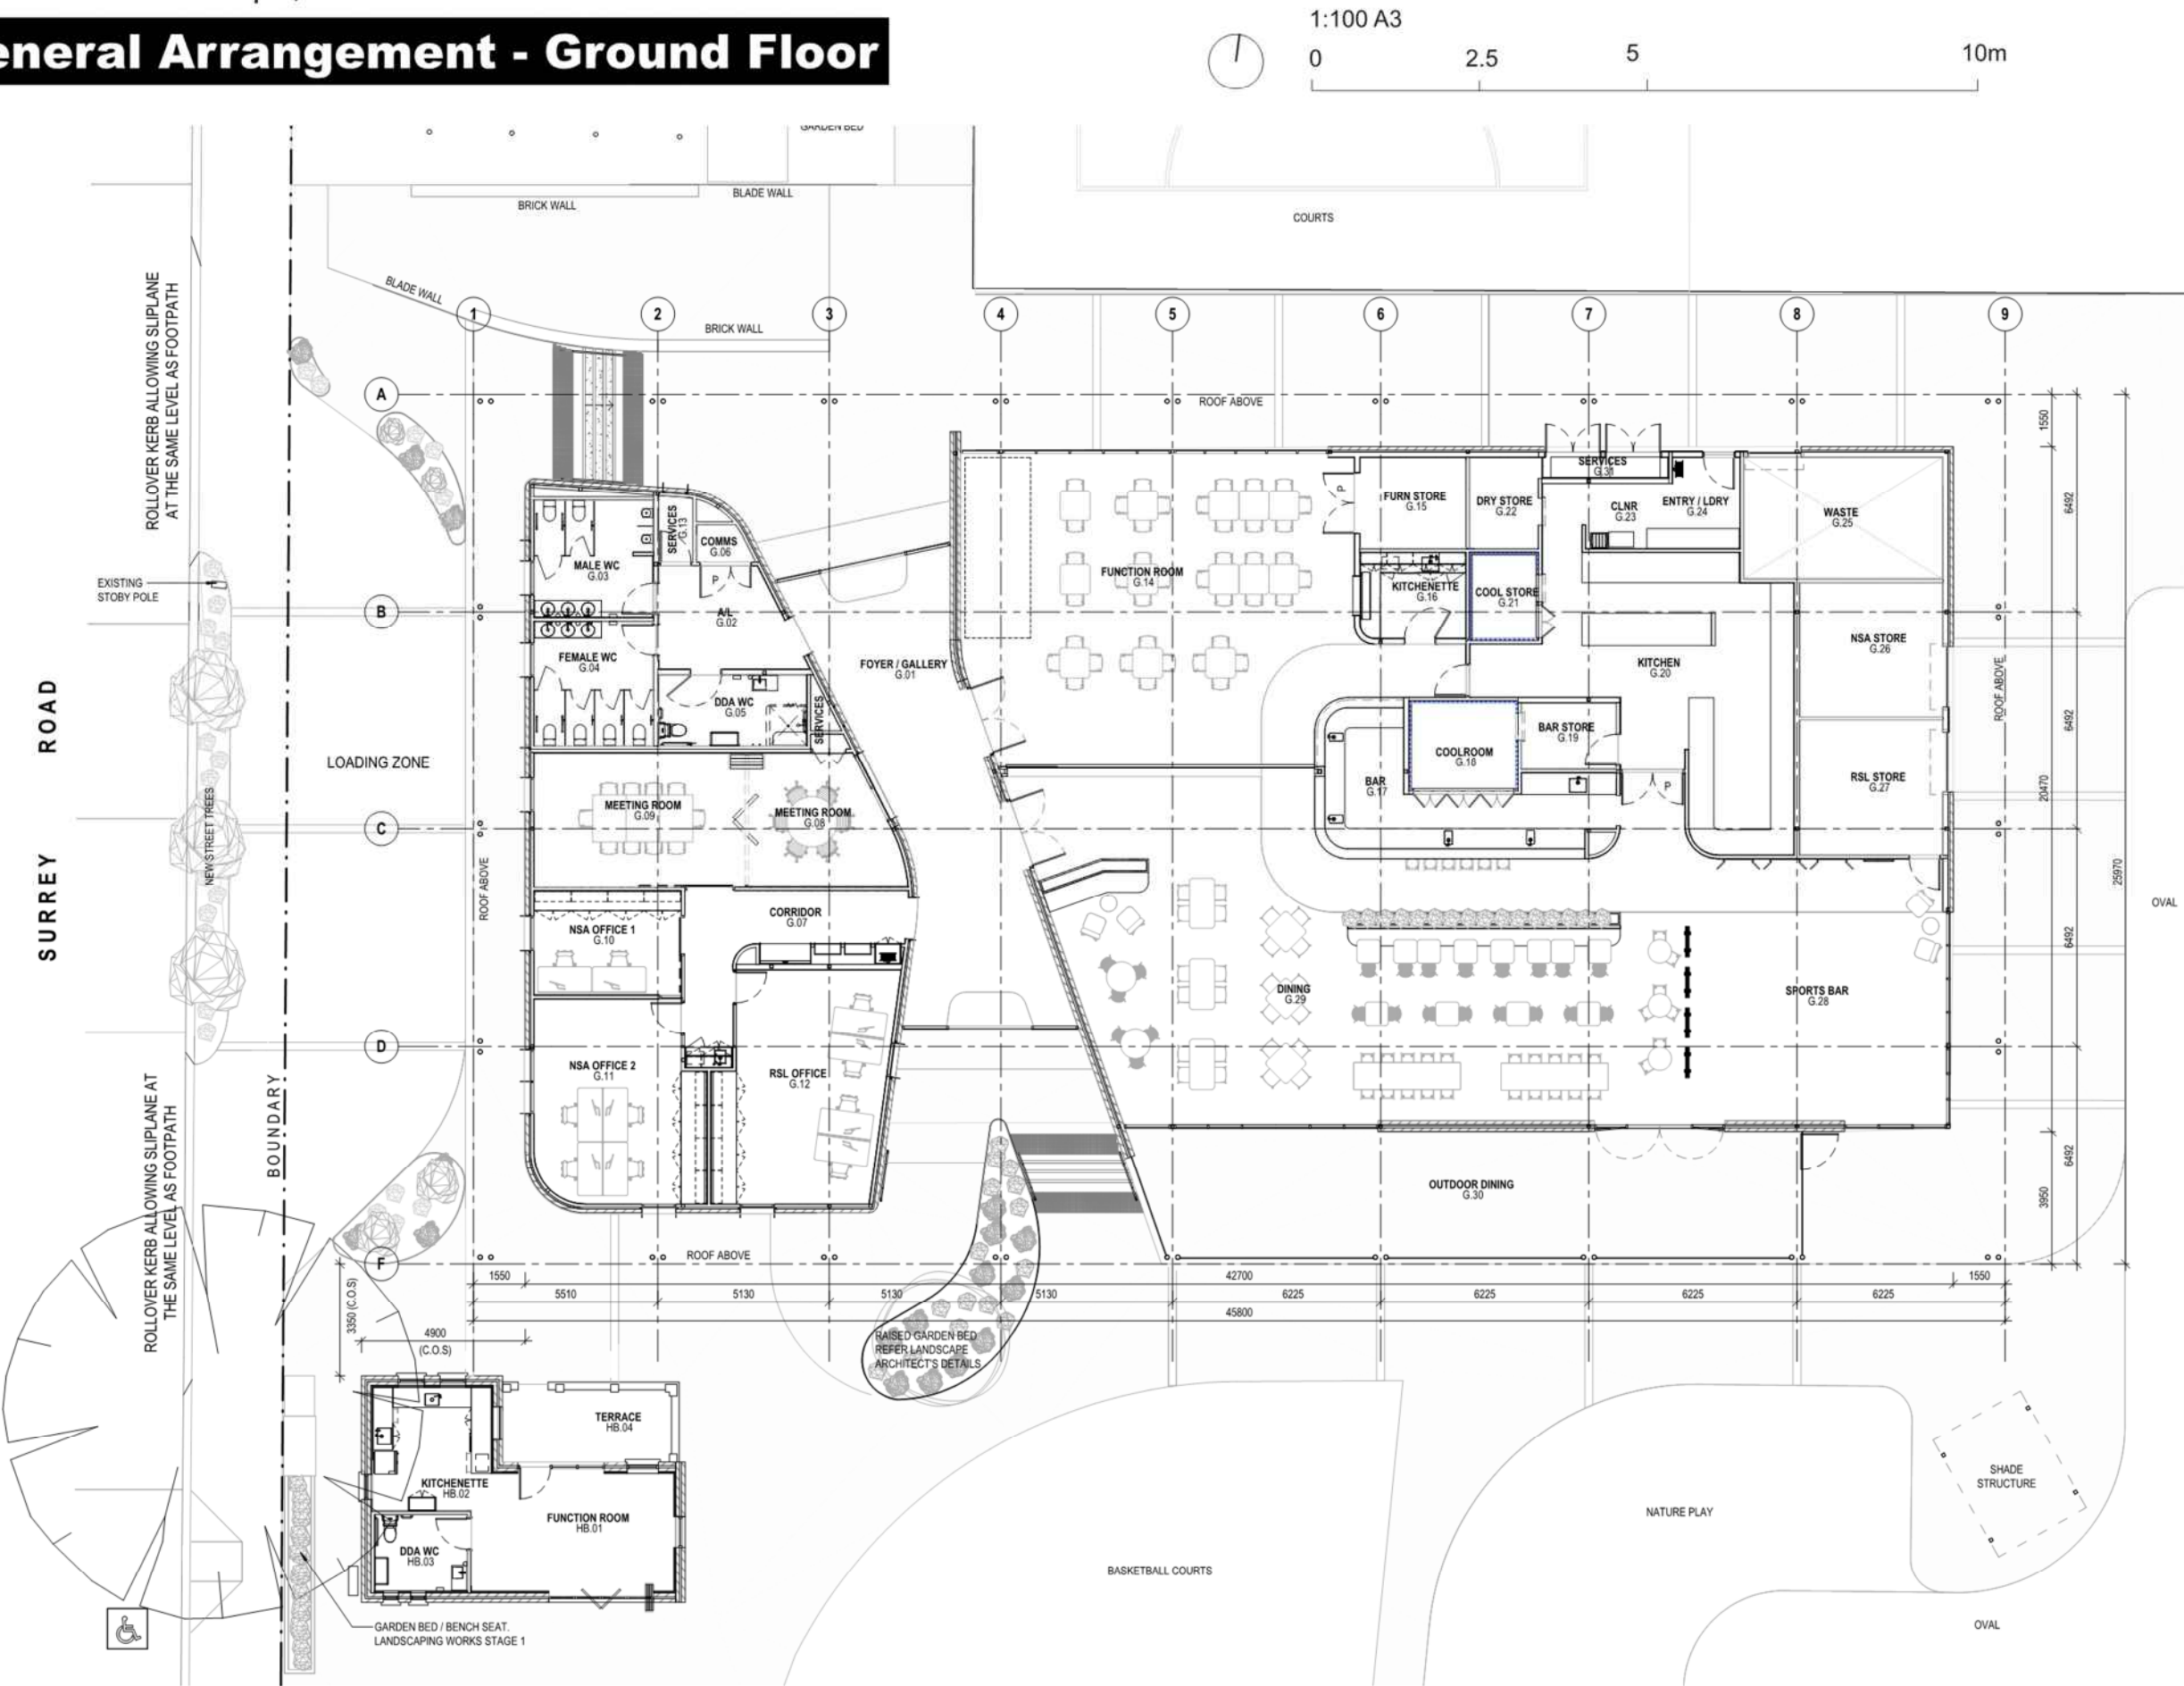 General Arrangement - Ground Floor
1:100 A3
0
2.5
5
10m
GARDEN BED
BRICK WALL
BLADE WALL
COURTS
BLADE WALL
BRICK WALL
1
2
3
4
5
6
7
8
9
ROLLOVER KERB ALLOWING SLIPLANE
AT THE SAME LEVEL AS FOOTPATH
A
ROOF ABOVE
1550
SERVICES
G.31
FURN STORE
G.15
DRY STORE
G.22
CLNR
G.23
ENTRY / LDRY
G.24
WASTE
G.25
6492
P
SERVICES
G.13
COMMS
G.06
MALE WC
G.03
P
FUNCTION ROOM
G.14
KITCHENETTE
G.16
COOL STORE
G.21
EXISTING
STOBY POLE
B
A/L
G.02
NSA STORE
G.26
FEMALE WC
G.04
FOYER / GALLERY
G.01
KITCHEN
G.20
ROOF ABOVE
DDA WC
G.05
SERVICES
6492
SURREY ROAD
LOADING ZONE
BAR STORE
G.19
COOLROOM
G.18
BAR
G.17
P
RSL STORE
G.27
20470
MEETING ROOM
G.09
MEETING ROOM
G.08
NEW STREET TREES
C
ROOF ABOVE
25970
OVAL
CORRIDOR
G.07
NSA OFFICE 1
G.10
6492
DINING
G.29
SPORTS BAR
G.28
D
NSA OFFICE 2
G.11
RSL OFFICE
G.12
BOUNDARY
ROLLOVER KERB ALLOWING SLIPLANE AT
THE SAME LEVEL AS FOOTPATH
OUTDOOR DINING
G.30
6492
3950
F
ROOF ABOVE
1550
42700
1550
5510
5130
5130
5130
6225
6225
6225
6225
45800
3350 (C.O.S)
4900
(C.O.S)
RAISED GARDEN BED
REFER LANDSCAPE
ARCHITECT'S DETAILS
TERRACE
HB.04
KITCHENETTE
HB.02
FUNCTION ROOM
HB.01
DDA WC
HB.03
SHADE
STRUCTURE
NATURE PLAY
BASKETBALL COURTS
OVAL
GARDEN BED / BENCH SEAT.
LANDSCAPING WORKS STAGE 1